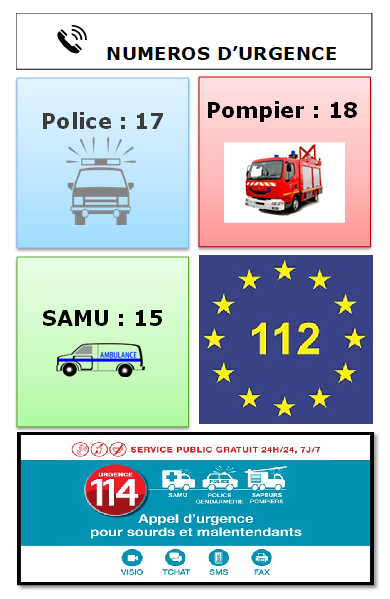 NUMEROS D’URGENCE
Police : 17
Pompier : 18
SAMU : 15
AMBULANCE
112
SERVICE PUBLIC GRATUIT 24H/24, 7J/7
URGENCE
114
SAMU
POLICE
POLICE
GENDARMERIE
SAPEURS
POMPIERS
Appel d'urgence
pour sourds et malentendants
VISIO
TCHAT
SMS
FAX